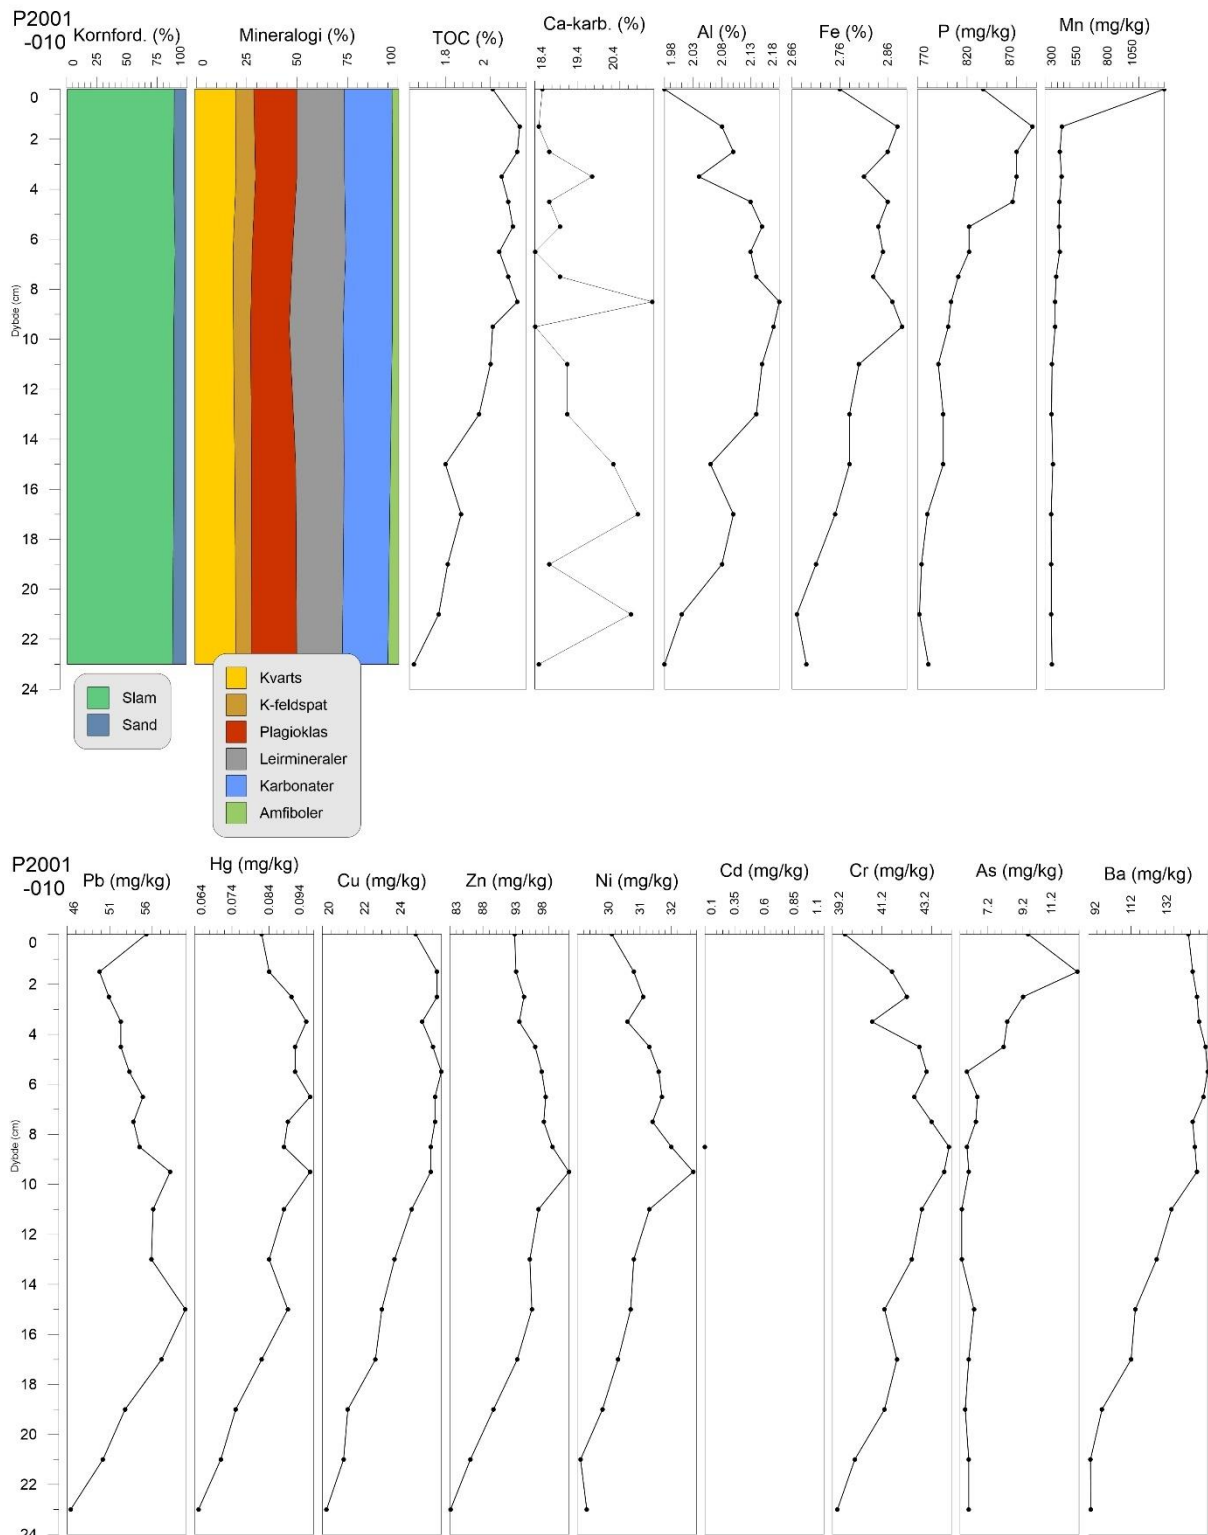 P2001
-010
Kornford. (%)
Mineralogi (%)
TOC (%)
Ca-karb. (%)
Al (%)
Fe (%)
P (mg/kg)
Mn (mg/kg)
0 25 50 75 100
0 25 50 75 100
1.8 2
18.4 19.4 20.4
1.98 2.03 2.08 2.13 2.18
2.66 2.76 2.86
770 820 870
300 550 800 1050
0
2
4
6
8
10
12
14
16
18
20
22
24
Dybde (cm)
Slam
Sand
Kvarts
K-feldspat
Plagioklas
Leirmineraler
Karbonater
Amfiboler
P2001
-010
Pb (mg/kg)
Hg (mg/kg)
Cu (mg/kg)
Zn (mg/kg)
Ni (mg/kg)
Cd (mg/kg)
Cr (mg/kg)
As (mg/kg)
Ba (mg/kg)
46 51 56
0.064 0.074 0.084 0.094
20 22 24
83 88 93 98
30 31 32
0.1 0.35 0.6 0.85 1.1
39.2 41.2 43.2
7.2 9.2 11.2
92 112 132
0
2
4
6
8
10
12
14
16
18
20
22
24
Dybde (cm)